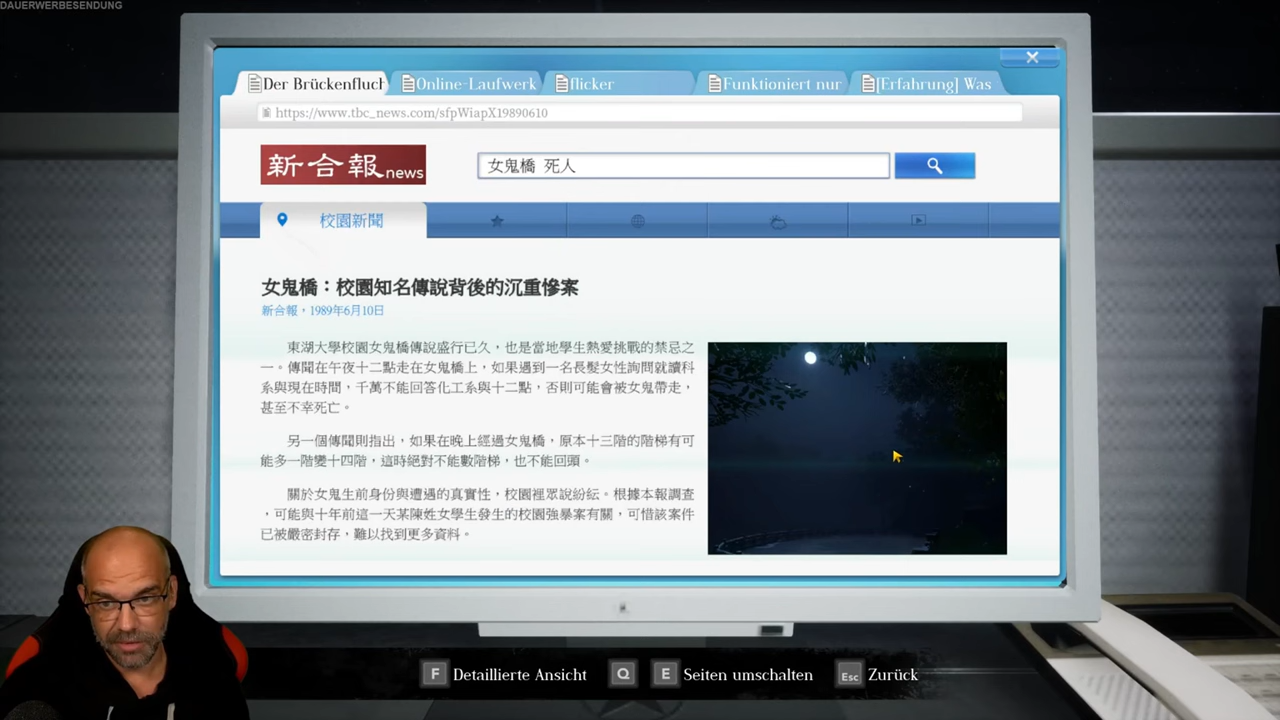 DAUERWERBESENDUNG
Der Brückenfluch
Online-Laufwerk
flicker
Funktioniert nur
[Erfahrung] Was
https://www.tbc_news.com/sfpWiapX19890610
新合報news
女鬼橋 死人
校園新聞
女鬼橋：校園知名傳說背後的沉重慘案
新合報，1989年6月10日
東湖大學校園女鬼橋傳說盛行已久，也是當地學生熱愛挑戰的禁忌之
一。傳聞在午夜十二點走在女鬼橋上，如果遇到一名長髮女性詢問就讀科
系與現在時間，千萬不能回答化工系與十二點，否則可能會被女鬼帶走，
甚至不幸死亡。
另一個傳聞則指出，如果在晚上經過女鬼橋，原本十三階的階梯有可
能多一階變十四階，這時絕對不能數階梯，也不能回頭。
關於女鬼生前身份與遭遇的真實性，校園裡眾說紛紜。根據本報調查
，可能與十年前這一天某陳姓女學生發生的校園強暴案有關，可惜該案件
已被嚴密封存，難以找到更多資料。
F Detaillierte Ansicht Q E Seiten umschalten Esc Zurück